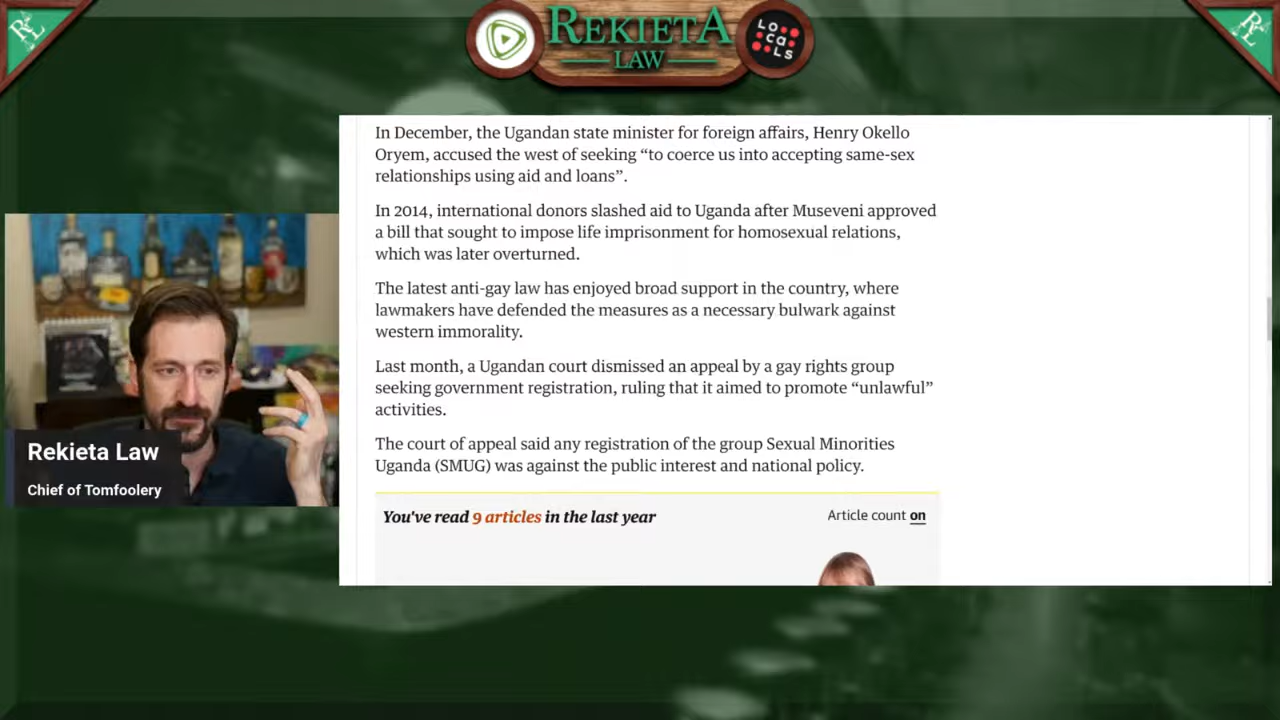 RL
REKIETA
LAW
LOcaLs
RL
In December, the Ugandan state minister for foreign affairs, Henry Okello
Oryem, accused the west of seeking “to coerce us into accepting same-sex
relationships using aid and loans”.
In 2014, international donors slashed aid to Uganda after Museveni approved
a bill that sought to impose life imprisonment for homosexual relations,
which was later overturned.
The latest anti-gay law has enjoyed broad support in the country, where
lawmakers have defended the measures as a necessary bulwark against
western immorality.
Last month, a Ugandan court dismissed an appeal by a gay rights group
seeking government registration, ruling that it aimed to promote “unlawful”
activities.
The court of appeal said any registration of the group Sexual Minorities
Uganda (SMUG) was against the public interest and national policy.
You've read 9 articles in the last year
Article count on
Rekieta Law
Chief of Tomfoolery